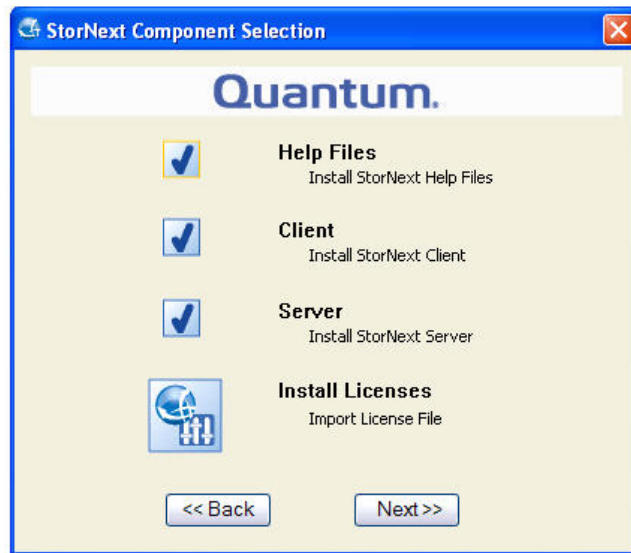 StorNext Component Selection
Quantum.
Help Files
Install StorNext Help Files
Client
Install StorNext Client
Server
Install StorNext Server
Install Licenses
Import License File
<< Back
Next >>